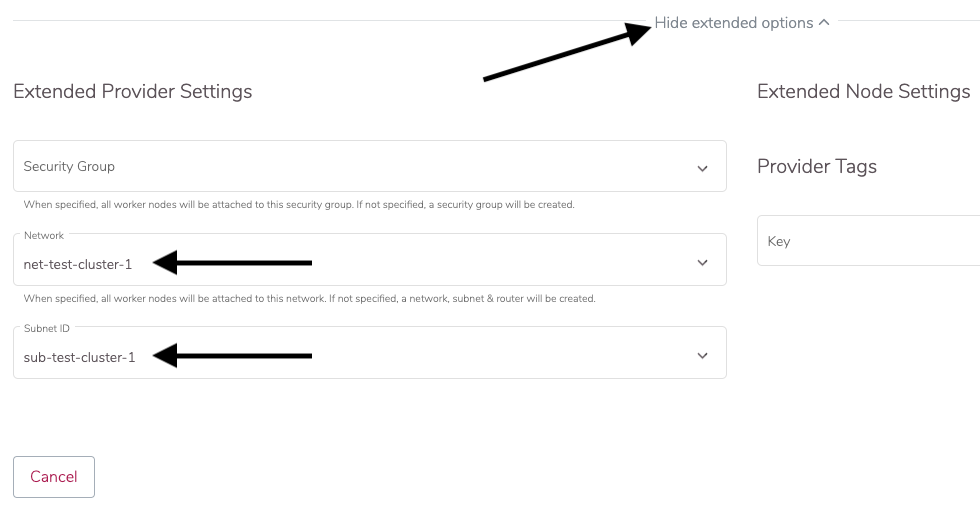 Hide extended options
Extended Provider Settings
Extended Node Settings
Security Group
When specified, all worker nodes will be attached to this security group. If not specified, a security group will be created.
Provider Tags
Network
net-test-cluster-1
Key
When specified, all worker nodes will be attached to this network. If not specified, a network, subnet & router will be created.
Subnet ID
sub-test-cluster-1
Cancel